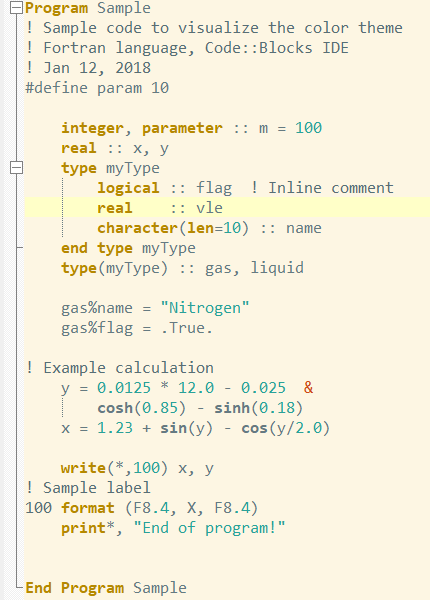 Program Sample
! Sample code to visualize the color theme
! Fortran language, Code::Blocks IDE
! Jan 12, 2018
#define param 10
integer, parameter :: m = 100
real :: x, y
type myType
logical :: flag  ! Inline comment
real    :: vle
character(len=10) :: name
end type myType
type(myType) :: gas, liquid
gas%name = "Nitrogen"
gas%flag = .True.
! Example calculation
y = 0.0125 * 12.0 - 0.025  &
cosh(0.85) - sinh(0.18)
x = 1.23 + sin(y) - cos(y/2.0)
write(*,100) x, y
! Sample label
100 format (F8.4, X, F8.4)
print*, "End of program!"
End Program Sample